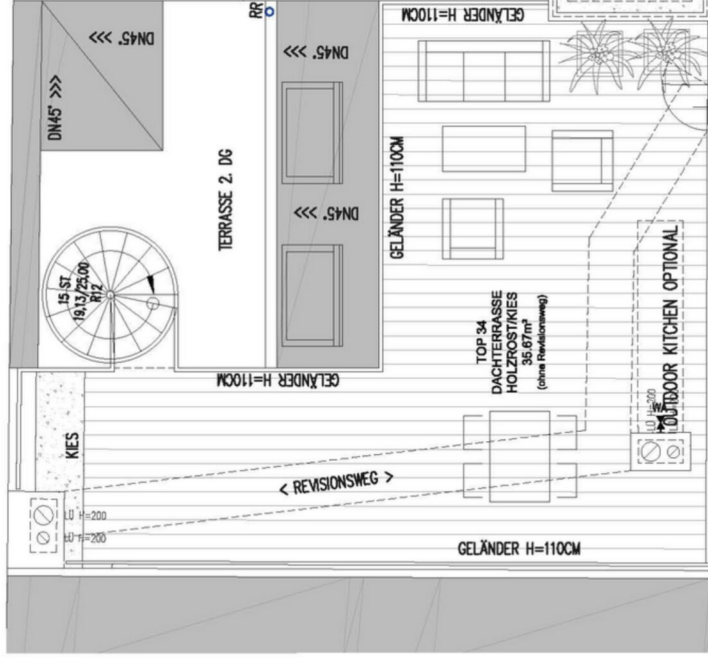 GELÄNDER H=110CM
<<< DN45°
RR
DN45° >>>
<<< DN45°
TERRASSE 2. DG
GELÄNDER H=110CM
<<< DN45°
15 ST
19,13/25,00
R12
TOP 34
DACHTERRASSE
HOLZROST/KIES
35.67m²
(ohne Revisionsweg)
OUTDOOR KITCHEN OPTIONAL
GELÄNDER H=110CM
KIES
LÜ H=200
WA
< REVISIONSWEG >
LÜ H=200
LÜ H=200
GELÄNDER H=110CM